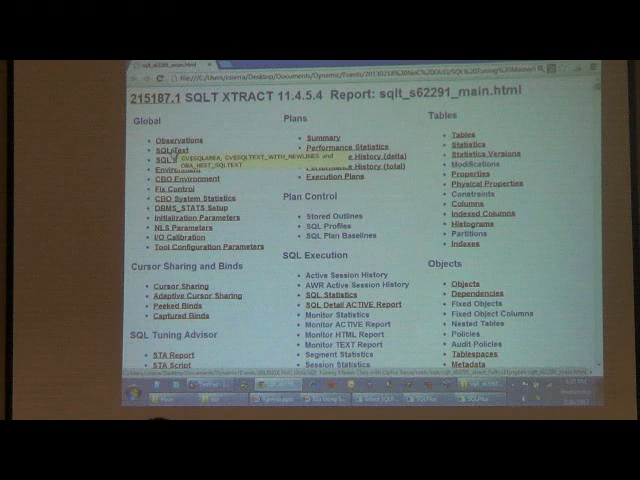 sqlt_s62291_main.html
215187.1 SQLT XTRACT 11.4.5.4 Report: sqlt_s62291_main.html
Global
Observations
SQL Text
SQL
GV$SQLAREA, GV$SQLTEXT_WITH_NEWLINES and
DBA_HIST_SQLTEXT
Environment
CBO Environment
Fix Control
CBO System Statistics
DBMS_STATS Setup
Initialization Parameters
NLS Parameters
I/O Calibration
Tool Configuration Parameters
Cursor Sharing and Binds
Cursor Sharing
Adaptive Cursor Sharing
Peeked Binds
Captured Binds
SQL Tuning Advisor
STA Report
STA Script
Plans
Summary
Performance Statistics
History (delta)
Performance History (total)
Execution Plans
Plan Control
Stored Outlines
SQL Profiles
SQL Plan Baselines
SQL Execution
Active Session History
AWR Active Session History
SQL Statistics
SQL Detail ACTIVE Report
Monitor Statistics
Monitor ACTIVE Report
Monitor HTML Report
Monitor TEXT Report
Segment Statistics
Session Statistics
Tables
Tables
Statistics
Statistics Versions
Modifications
Properties
Physical Properties
Constraints
Columns
Indexed Columns
Histograms
Partitions
Indexes
Objects
Objects
Dependencies
Fixed Objects
Fixed Object Columns
Nested Tables
Policies
Audit Policies
Tablespaces
Metadata